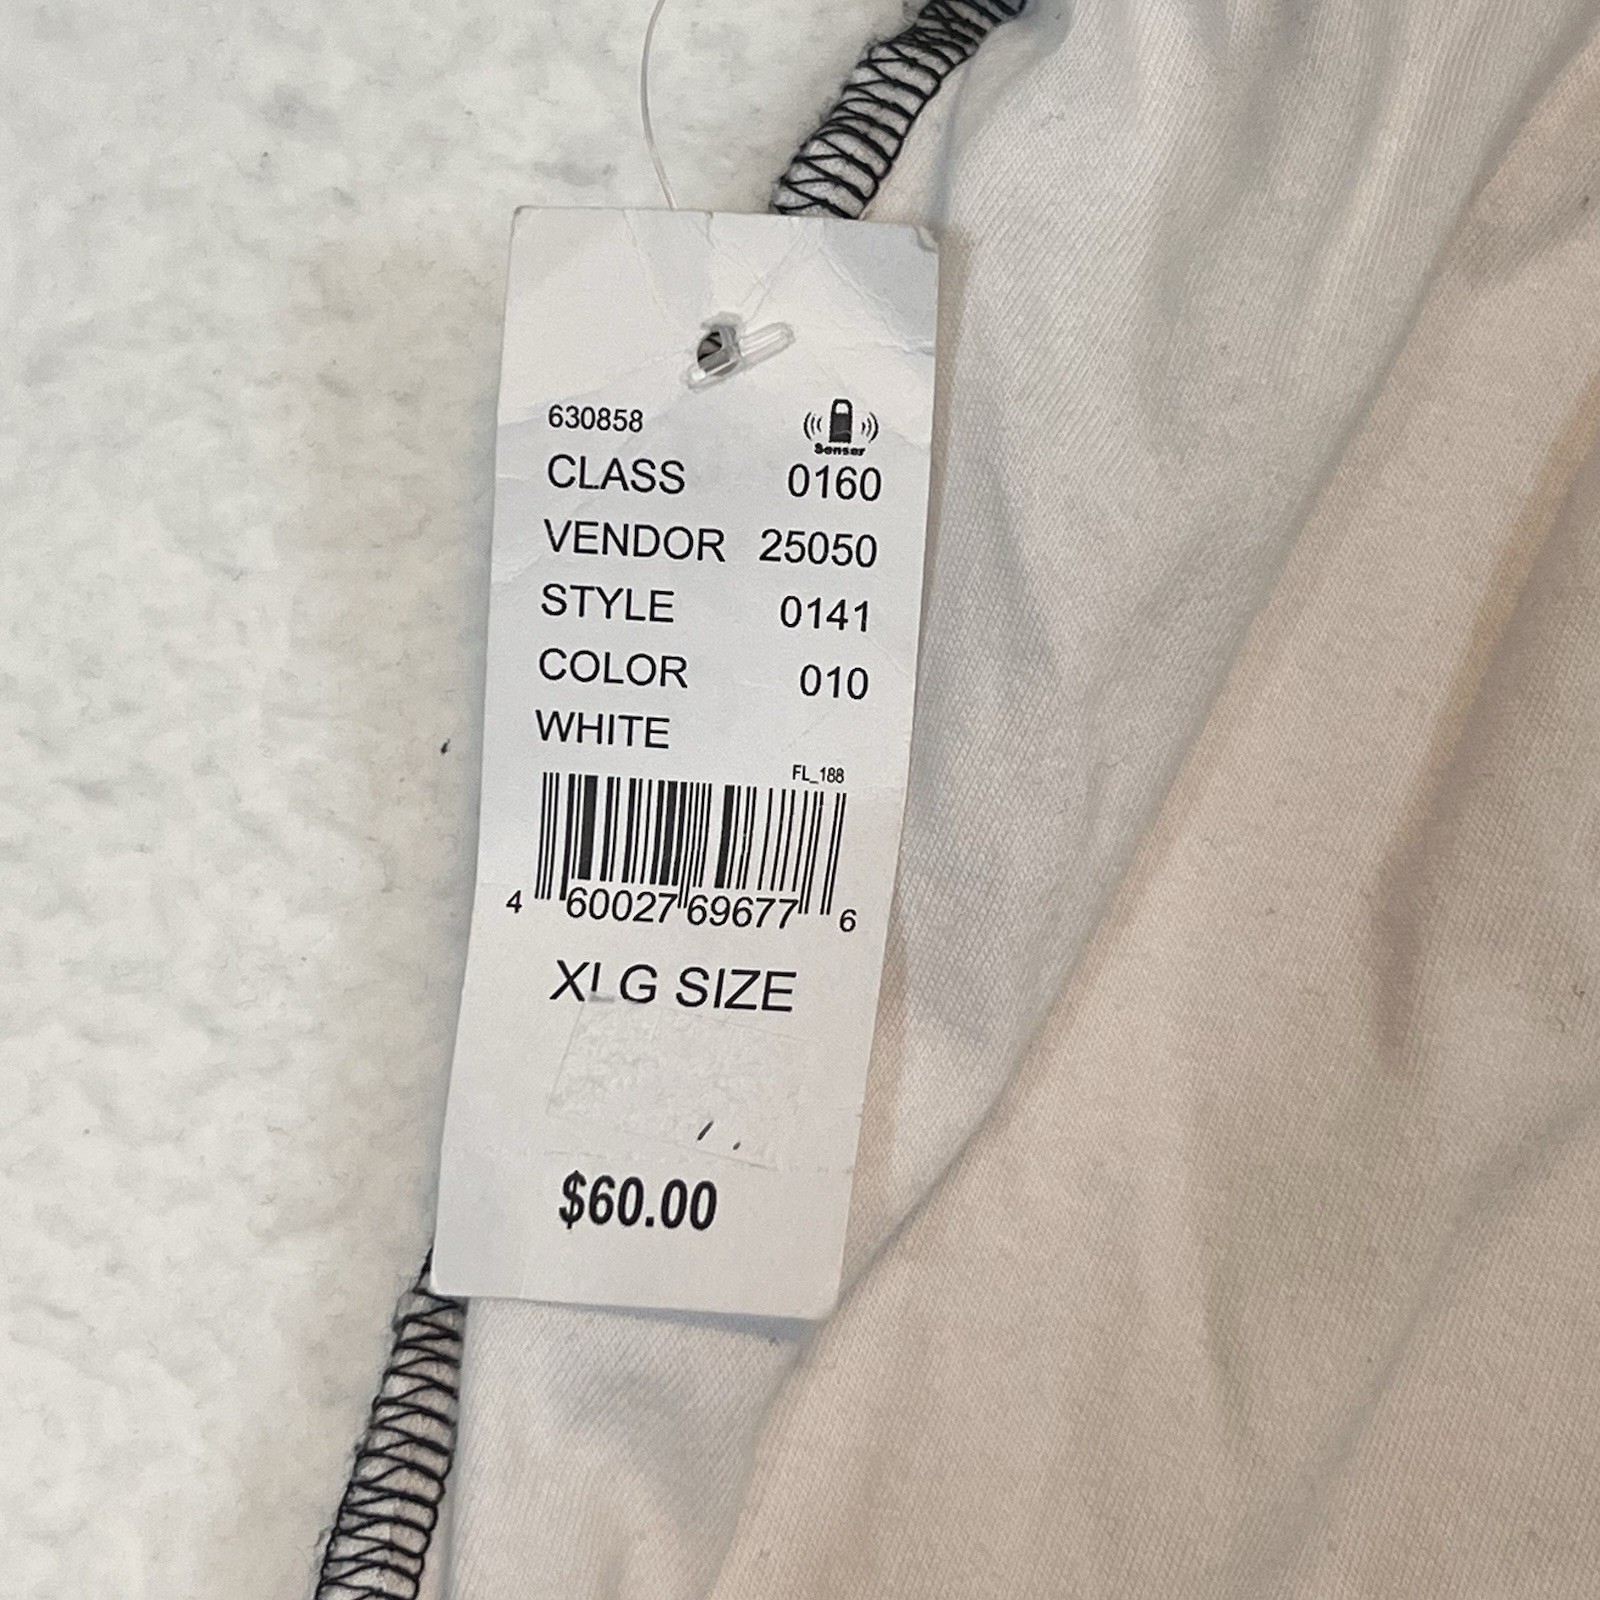 630858
Sensor
CLASS 0160
VENDOR 25050
STYLE 0141
COLOR 010
WHITE
FL_188
4 60027 69677 6
XLG SIZE
$60.00